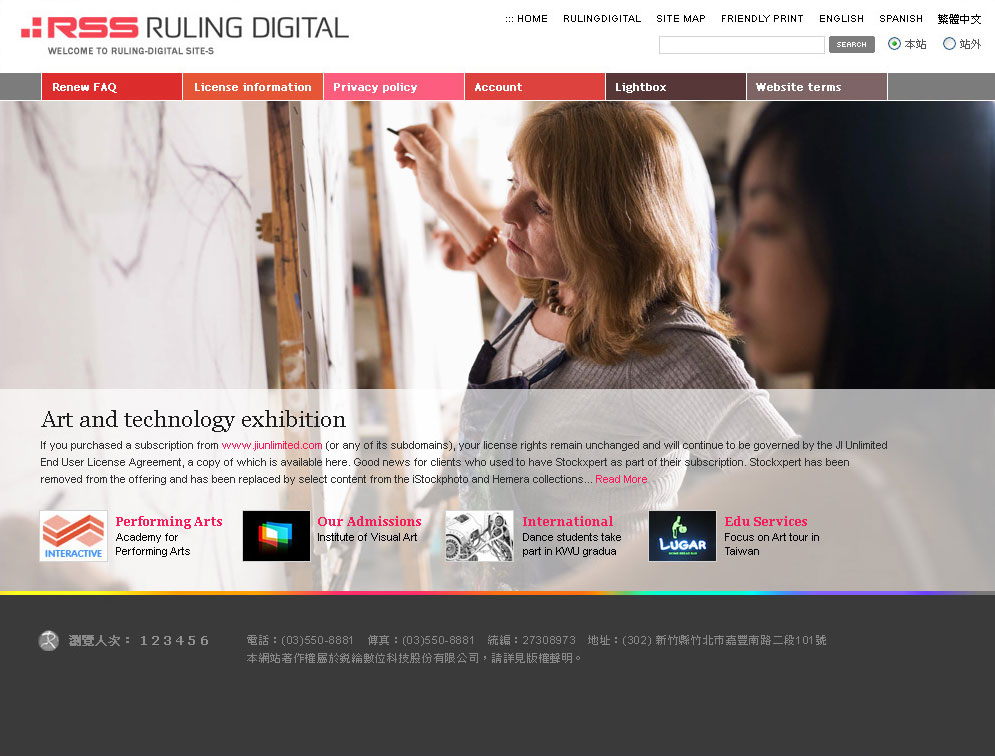 RSS RULING DIGITAL
WELCOME TO RULING-DIGITAL SITE-S
::: HOME RULINGDIGITAL SITE MAP FRIENDLY PRINT ENGLISH SPANISH 繁體中文
SEARCH 本站 站外
Renew FAQ License information Privacy policy Account Lightbox Website terms
Art and technology exhibition
If you purchased a subscription from www.jiunlimited.com (or any of its subdomains), your license rights remain unchanged and will continue to be governed by the JI Unlimited
End User License Agreement, a copy of which is available here. Good news for clients who used to have Stockxpert as part of their subscription. Stockxpert has been
removed from the offering and has been replaced by select content from the iStockphoto and Hemera collections... Read More
INTERACTIVE
Performing Arts
Academy for
Performing Arts
Our Admissions
Institute of Visual Art
International
Dance students take
part in KWU gradua
LUGAR
Edu Services
Focus on Art tour in
Taiwan
瀏覽人次： 1 2 3 4 5 6
電話：(03)550-8881 傳真：(03)550-8881 統編：27308973 地址：(302) 新竹縣竹北市嘉豐南路二段101號
本網站著作權屬於銳綸數位科技股份有限公司，請詳見版權聲明。